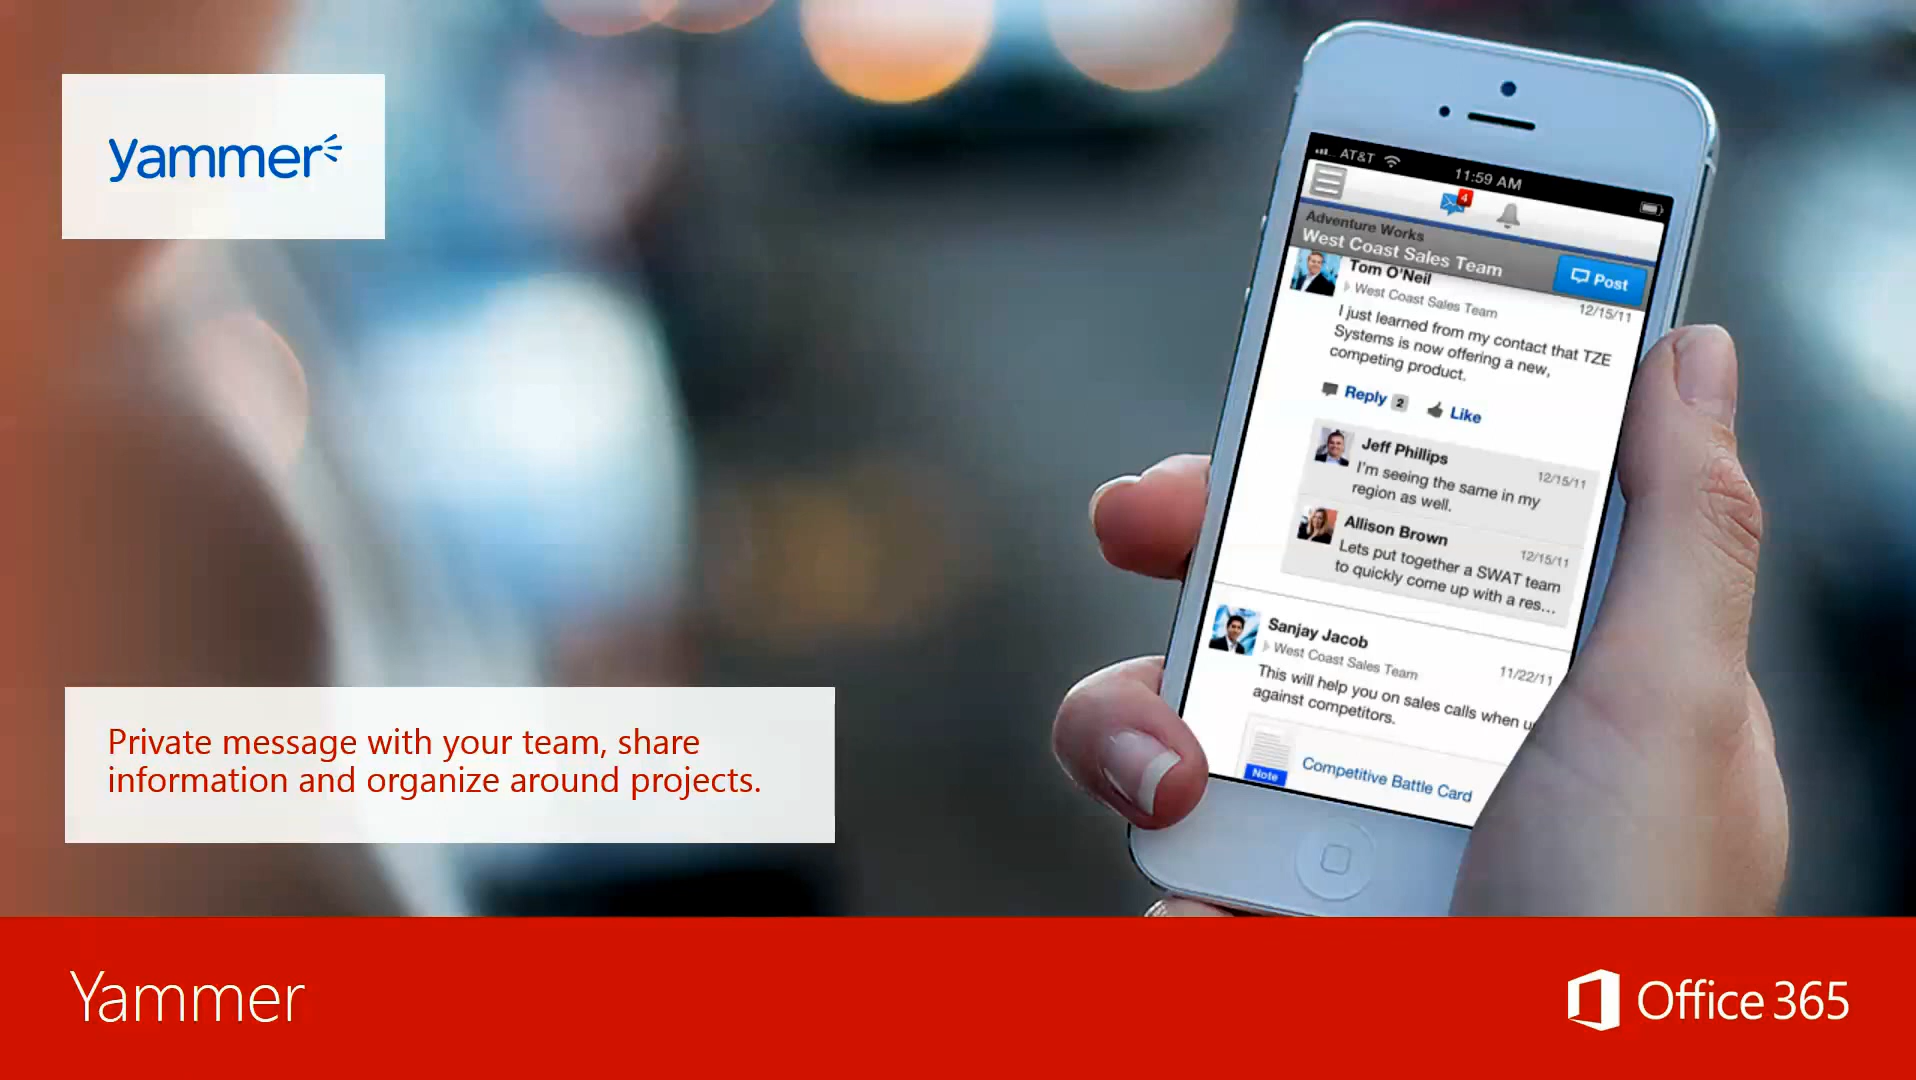 yammer
Private message with your team, share
information and organize around projects.
AT&T
11:59 AM
4
Adventure Works
West Coast Sales Team
Post
Tom O'Neil
West Coast Sales Team
12/15/11
I just learned from my contact that TZE
Systems is now offering a new,
competing product.
Reply 2 Like
Jeff Phillips
12/15/11
I'm seeing the same in my
region as well.
Allison Brown
12/15/11
Lets put together a SWAT team
to quickly come up with a res...
Sanjay Jacob
West Coast Sales Team
11/22/11
This will help you on sales calls when
against competitors.
Note
Competitive Battle Card
Yammer
Office 365